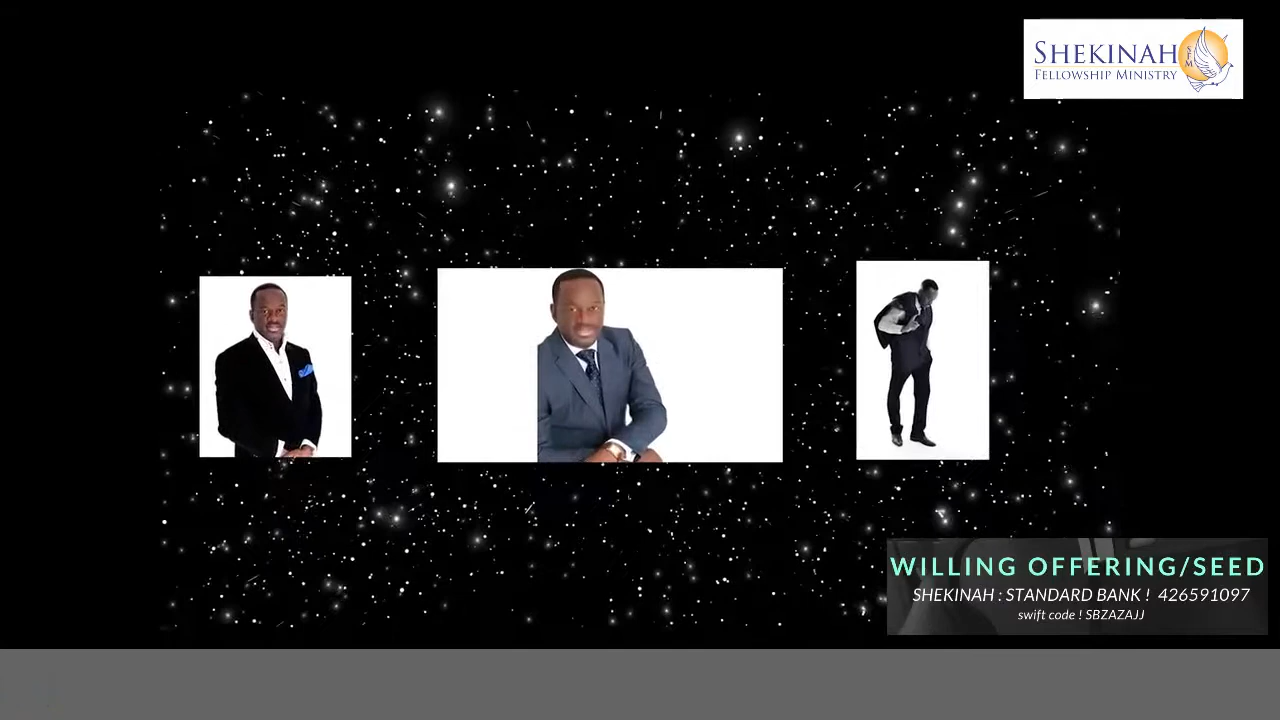 SHEKINAH
FELLOWSHIP MINISTRY
WILLING OFFERING/SEED
SHEKINAH : STANDARD BANK ! 426591097
swift code ! SBZAZAJJ